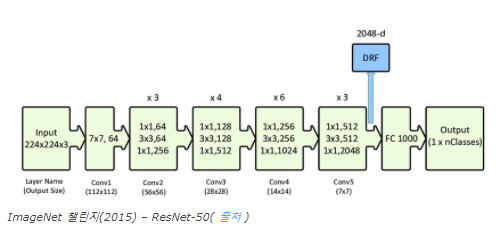 2048-d
DRF
x 3
x 4
x 6
x 3
Input
224x224x3
7x7, 64
1x1,64
3x3,64
1x1,256
1x1,128
3x3,128
1x1,512
1x1,256
3x3,256
1x1,1024
1x1,512
3x3,512
1x1,2048
FC 1000
Output
(1 x nClasses)
Layer Name
(Output Size)
Conv1
(112x112)
Conv2
(56x56)
Conv3
(28x28)
Conv4
(14x14)
Conv5
(7x7)
ImageNet 챌린지(2015) – ResNet-50( 출처 )